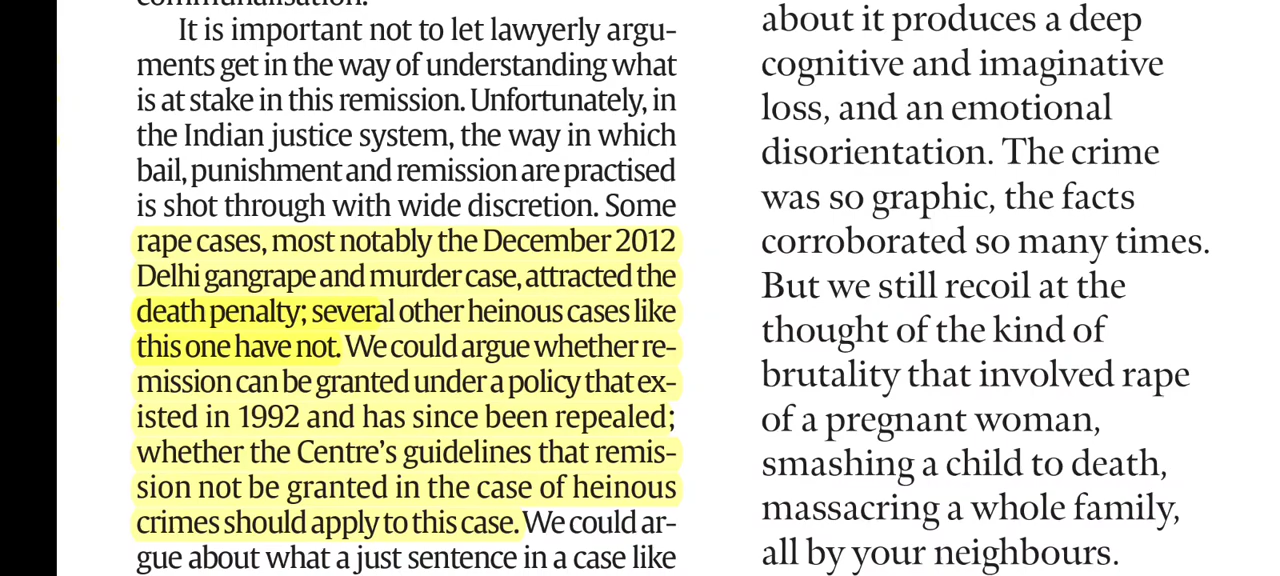 It is important not to let lawyerly argu-
ments get in the way of understanding what
is at stake in this remission. Unfortunately, in
the Indian justice system, the way in which
bail, punishment and remission are practised
is shot through with wide discretion. Some
rape cases, most notably the December 2012
Delhi gangrape and murder case, attracted the
death penalty; several other heinous cases like
this one have not. We could argue whether re-
mission can be granted under a policy that ex-
isted in 1992 and has since been repealed;
whether the Centre’s guidelines that remis-
sion not be granted in the case of heinous
crimes should apply to this case. We could ar-
gue about what a just sentence in a case like
about it produces a deep
cognitive and imaginative
loss, and an emotional
disorientation. The crime
was so graphic, the facts
corroborated so many times.
But we still recoil at the
thought of the kind of
brutality that involved rape
of a pregnant woman,
smashing a child to death,
massacring a whole family,
all by your neighbours.